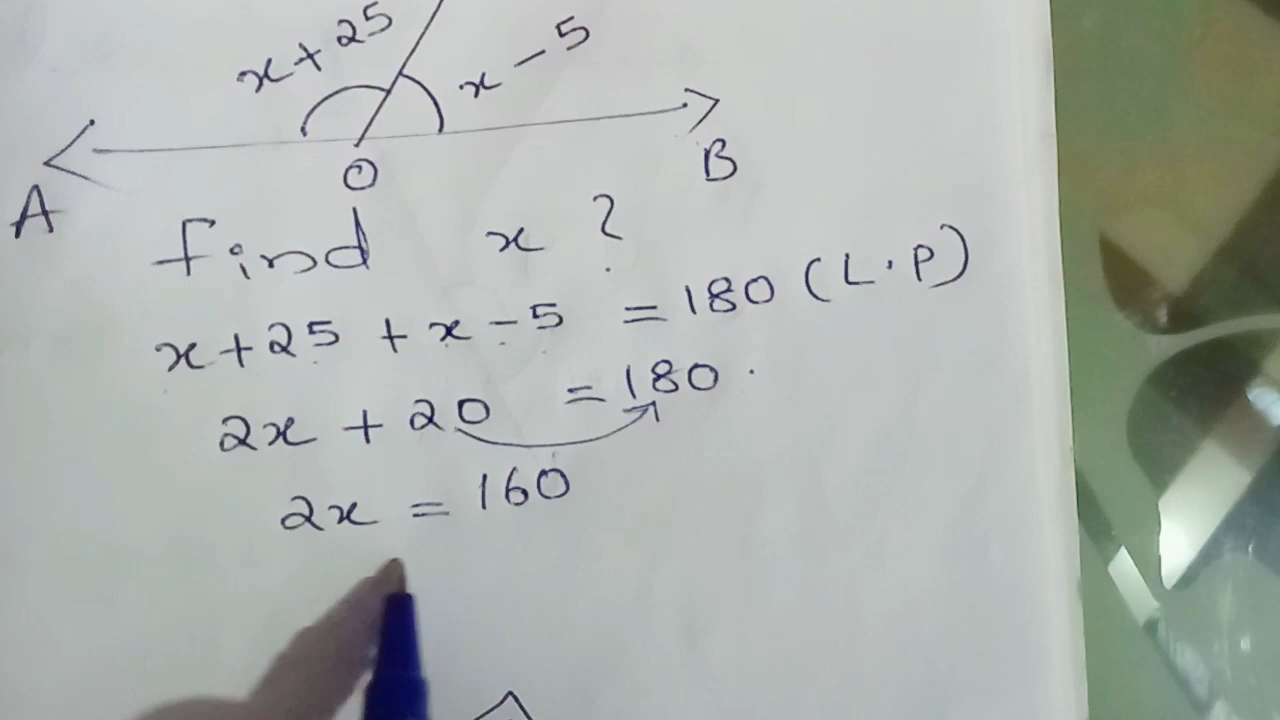 x + 25
x - 5
A
O
B
find x ?
x + 25 + x - 5 = 180 (L.P)
2x + 20 = 180 .
2x = 160